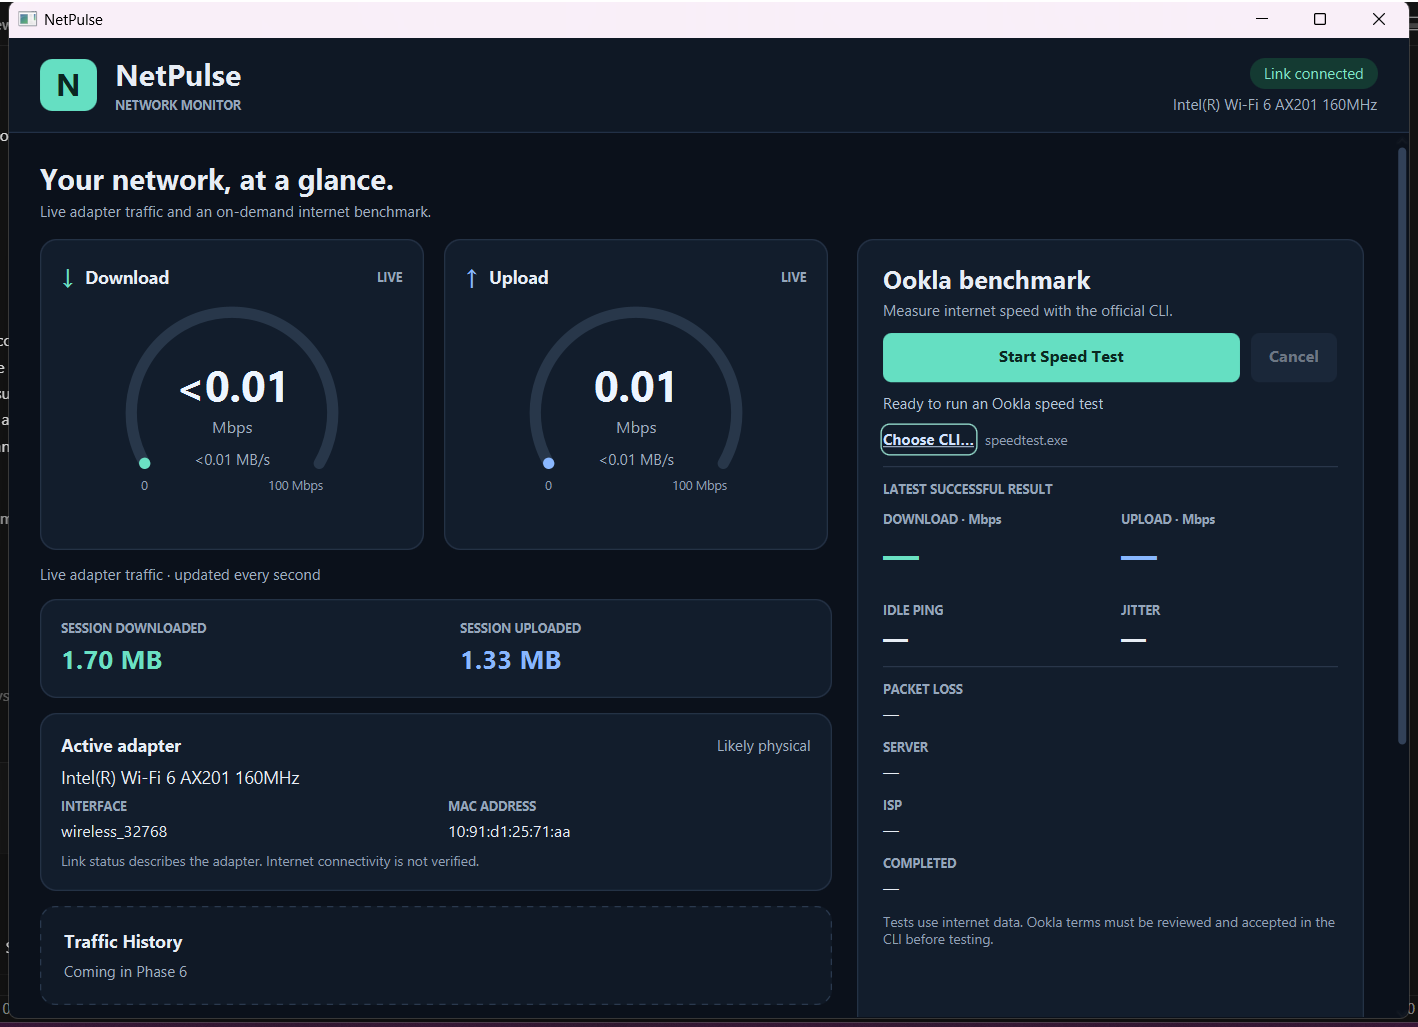 NetPulse
N
NetPulse
NETWORK MONITOR
Link connected
Intel(R) Wi-Fi 6 AX201 160MHz
Your network, at a glance.
Live adapter traffic and an on-demand internet benchmark.
↓ Download LIVE
<0.01
Mbps
<0.01 MB/s
0 100 Mbps
↑ Upload LIVE
0.01
Mbps
<0.01 MB/s
0 100 Mbps
Live adapter traffic · updated every second
SESSION DOWNLOADED
1.70 MB
SESSION UPLOADED
1.33 MB
Active adapter Likely physical
Intel(R) Wi-Fi 6 AX201 160MHz
INTERFACE
wireless_32768
MAC ADDRESS
10:91:d1:25:71:aa
Link status describes the adapter. Internet connectivity is not verified.
Traffic History
Coming in Phase 6
Ookla benchmark
Measure internet speed with the official CLI.
Start Speed Test Cancel
Ready to run an Ookla speed test
Choose CLI... speedtest.exe
LATEST SUCCESSFUL RESULT
DOWNLOAD · Mbps
—
UPLOAD · Mbps
—
IDLE PING
—
JITTER
—
PACKET LOSS
—
SERVER
—
ISP
—
COMPLETED
—
Tests use internet data. Ookla terms must be reviewed and accepted in the
CLI before testing.